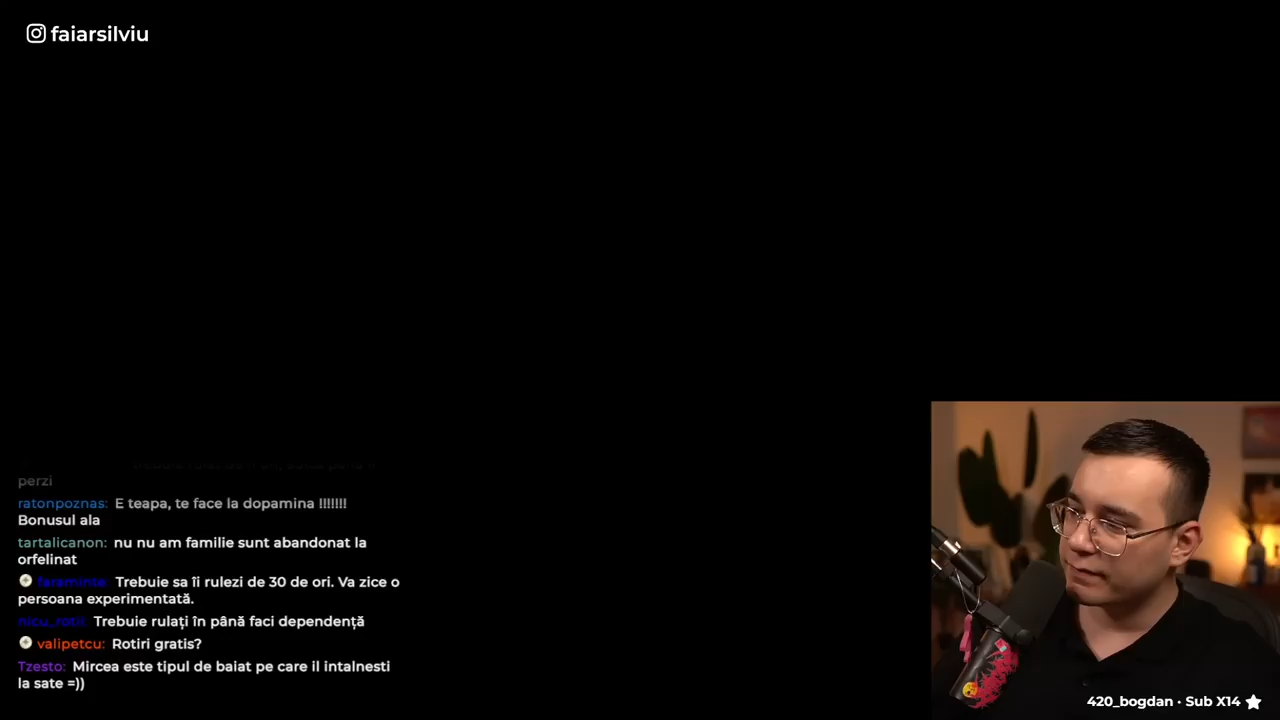 faiarsilviu
perzi
ratonpoznas: E teapa, te face la dopamina !!!!!!!
Bonusul ala
tartalicanon: nu nu am familie sunt abandonat la
orfelinat
faraminta: Trebuie sa îi rulezi de 30 de ori. Va zice o
persoana experimentată.
nicu_rotii: Trebuie rulați în până faci dependență
valipetcu: Rotiri gratis?
Tzesto: Mircea este tipul de baiat pe care il intalnesti
la sate =))
420_bogdan · Sub X14